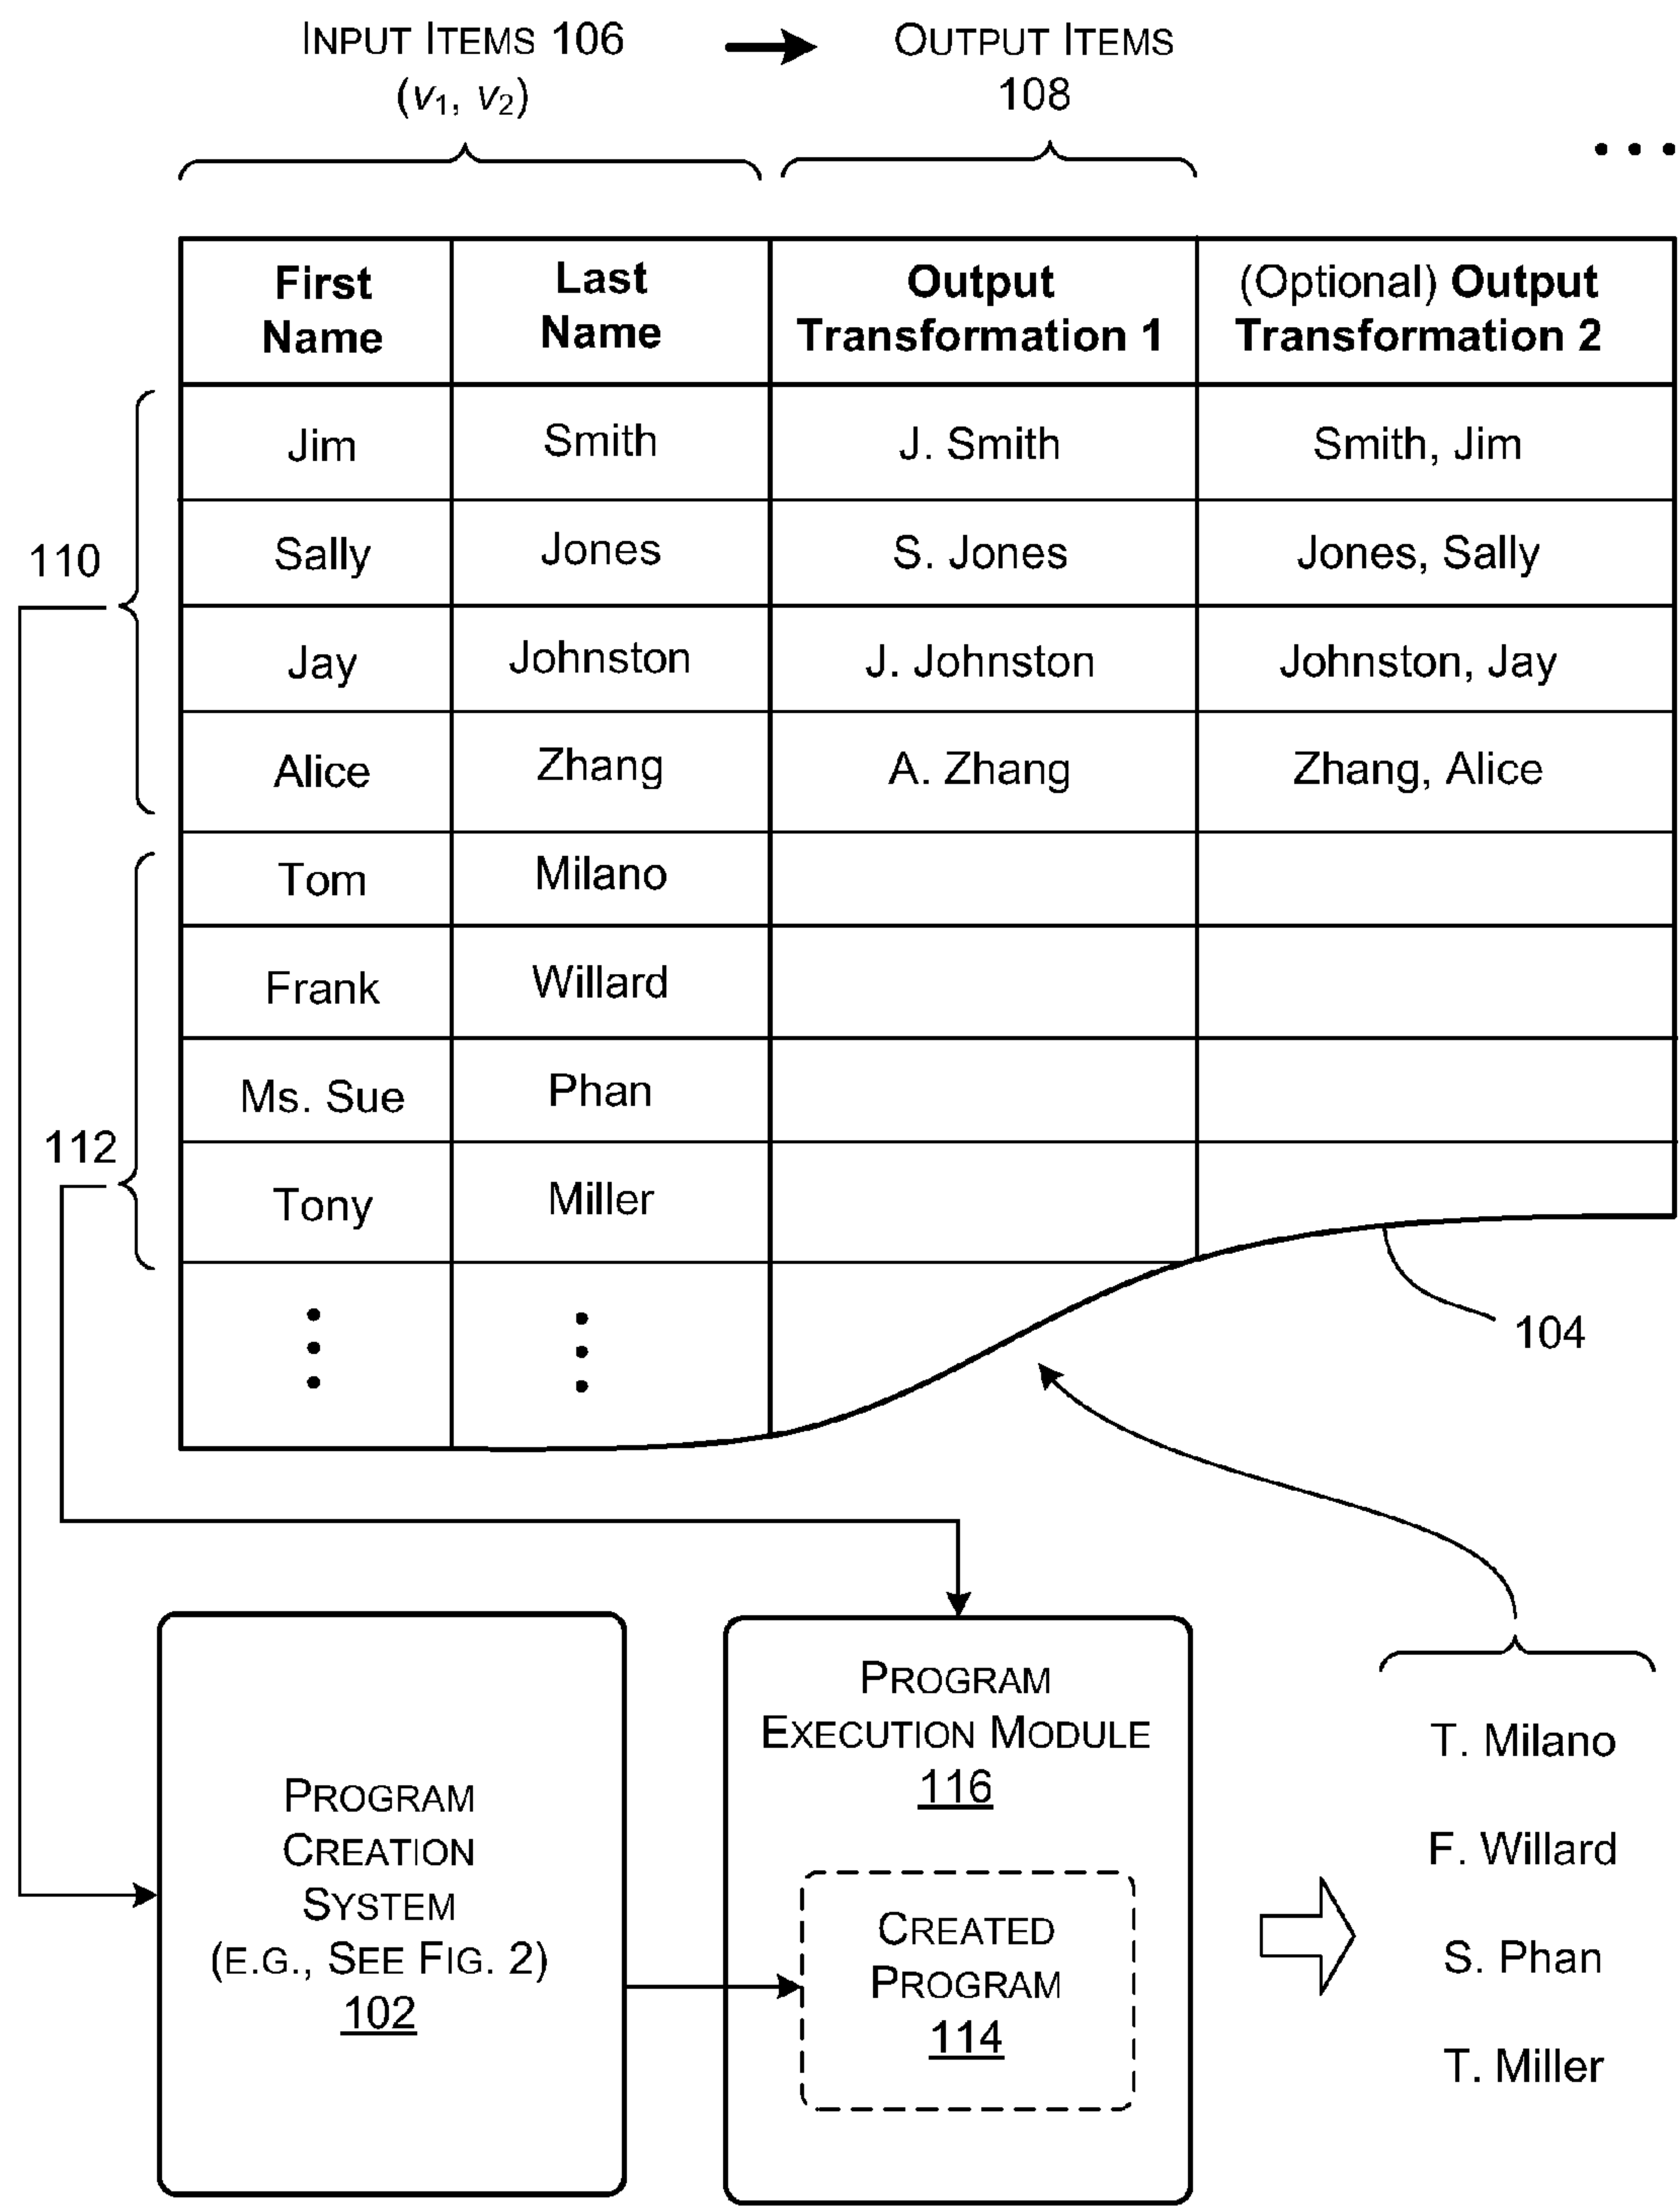 INPUT ITEMS 106 → OUTPUT ITEMS
(v1, v2) 108
• • •
First Name Last Name Output Transformation 1 (Optional) Output Transformation 2
Jim Smith J. Smith Smith, Jim
110
Sally Jones S. Jones Jones, Sally
Jay Johnston J. Johnston Johnston, Jay
Alice Zhang A. Zhang Zhang, Alice
Tom Milano
Frank Willard
Ms. Sue Phan
112
Tony Miller
104
PROGRAM
CREATION
SYSTEM
(E.G., SEE FIG. 2)
102
PROGRAM
EXECUTION MODULE
116
CREATED
PROGRAM
114
T. Milano
F. Willard
S. Phan
T. Miller